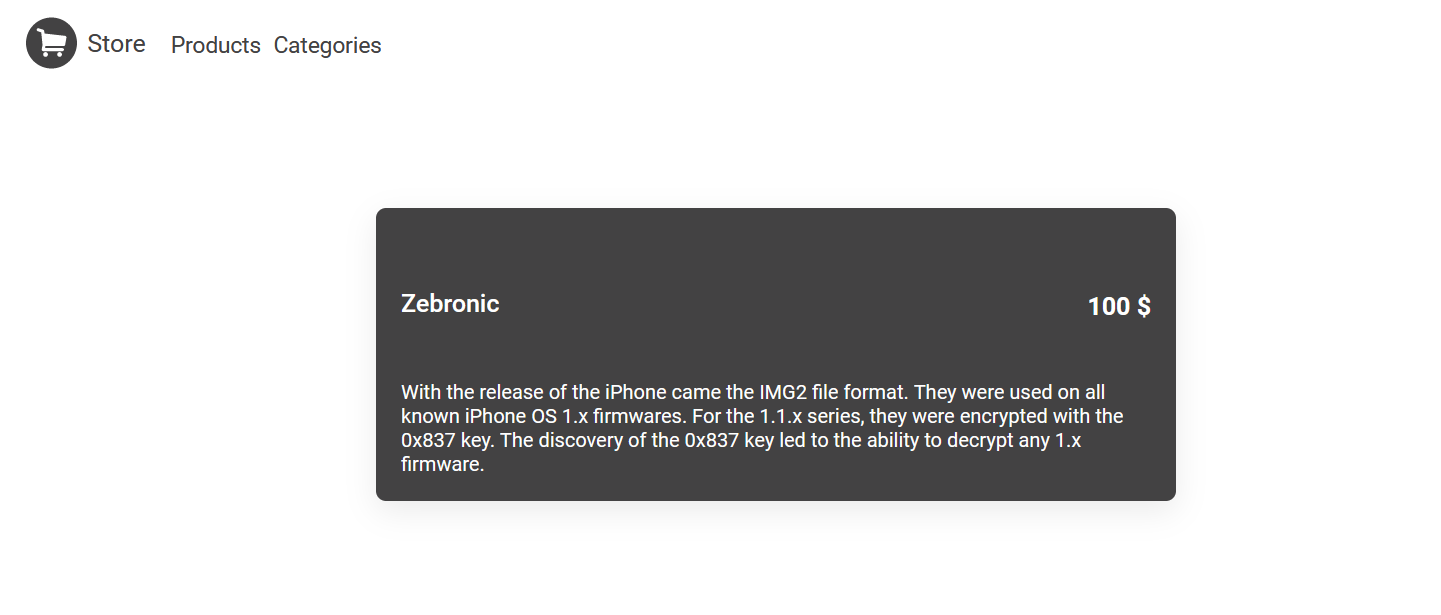 Store Products Categories
Zebronic
100 $
With the release of the iPhone came the IMG2 file format. They were used on all
known iPhone OS 1.x firmwares. For the 1.1.x series, they were encrypted with the
0x837 key. The discovery of the 0x837 key led to the ability to decrypt any 1.x
firmware.